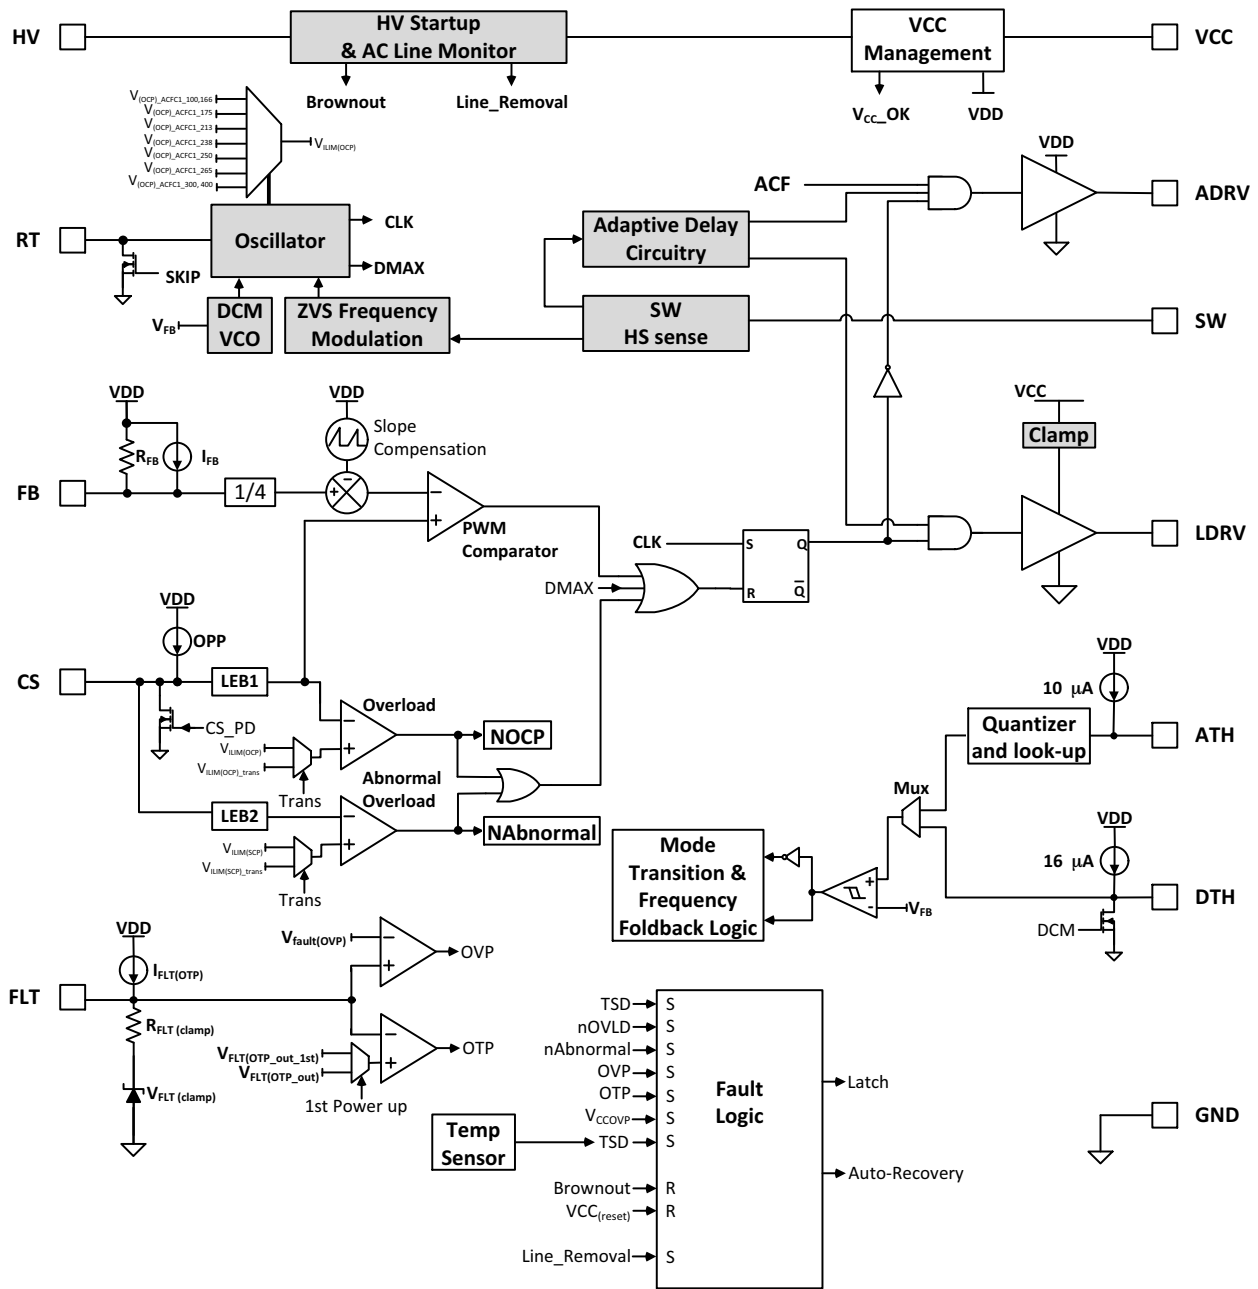 HV
HV Startup
& AC Line Monitor
VCC
Management
VCC
Brownout
Line_Removal
VCC_OK
VDD
V(OCP)_ACFC1_100,166
V(OCP)_ACFC1_175
V(OCP)_ACFC1_213
V(OCP)_ACFC1_238
V(OCP)_ACFC1_250
V(OCP)_ACFC1_265
V(OCP)_ACFC1_300, 400
VILIM(OCP)
VDD
ACF
ADRV
RT
Oscillator
CLK
DMAX
SKIP
Adaptive Delay
Circuitry
VFB
DCM
VCO
ZVS Frequency
Modulation
SW
HS sense
SW
VDD
VDD
Slope
Compensation
VCC
Clamp
RFB
IFB
FB
1/4
+
−
−
+
PWM
Comparator
CLK
S
Q
R
Q
DMAX
LDRV
VDD
OPP
CS
LEB1
CS_PD
Overload
−
+
VILIM(OCP)
VILIM(OCP)_trans
Trans
NOCP
Abnormal
Overload
LEB2
−
+
VILIM(SCP)
VILIM(SCP)_trans
Trans
NAbnormal
VDD
10 µA
Quantizer
and look-up
ATH
Mux
VDD
16 µA
Mode
Transition &
Frequency
Foldback Logic
+
-
VFB
DTH
DCM
VDD
IFLT(OTP)
FLT
RFLT (clamp)
VFLT (clamp)
Vfault(OVP)
−
+
OVP
−
+
OTP
VFLT(OTP_out_1st)
VFLT(OTP_out)
1st Power up
Temp
Sensor
TSD
S
nOVLD
S
nAbnormal
S
OVP
S
OTP
S
VCCOVP
S
TSD
S
Brownout
R
VCC(reset)
R
Line_Removal
S
Fault
Logic
Latch
Auto-Recovery
GND